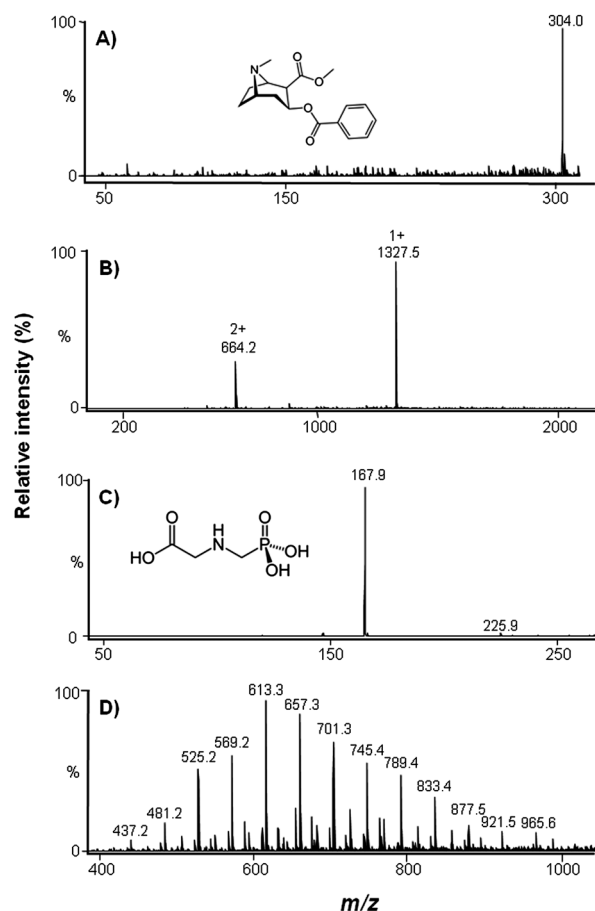 Relative intensity (%)
A)
100
%
0
304.0
N
O
O
O
O
50 150 300
B)
100
%
0
2+
664.2
1+
1327.5
200 1000 2000
C)
100
%
0
167.9
225.9
O
HO
H
N
O
P
OH
OH
50 150 250
D)
100
%
0
437.2
481.2
525.2
569.2
613.3
657.3
701.3
745.4
789.4
833.4
877.5
921.5
965.6
400 600 800 1000
m/z